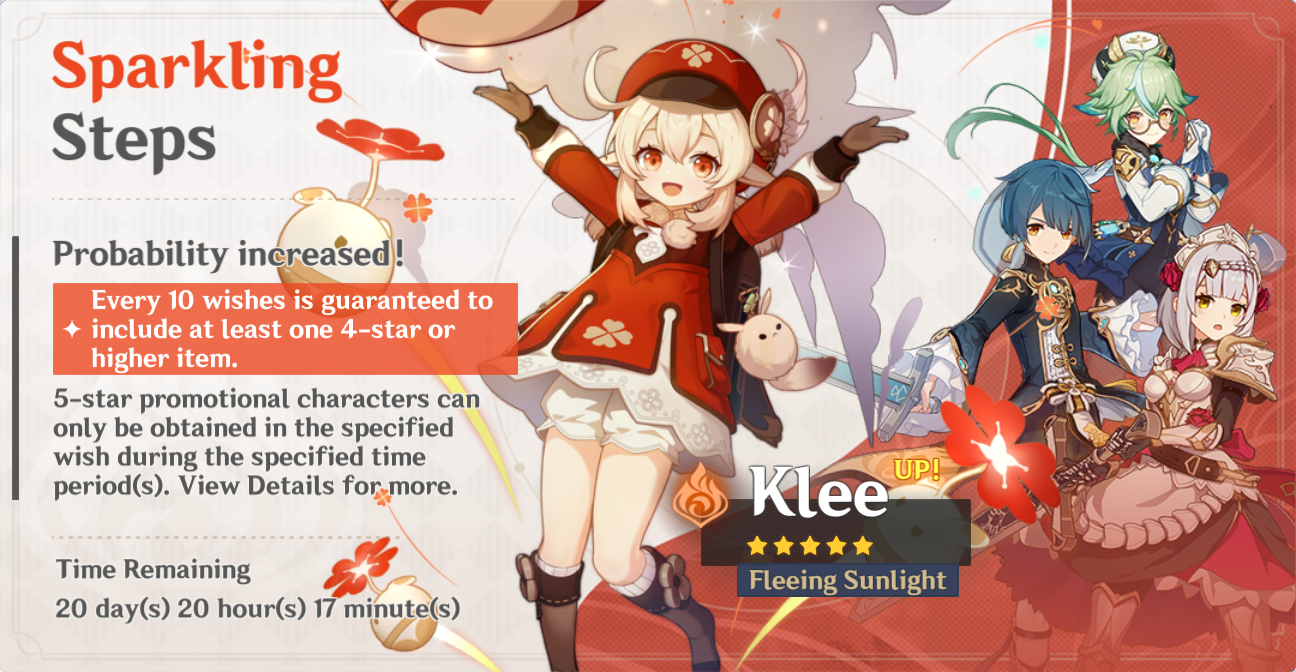 Sparkling
Steps
Probability increased!
Every 10 wishes is guaranteed to
include at least one 4-star or
higher item.
5-star promotional characters can
only be obtained in the specified
wish during the specified time
period(s). View Details for more.
Time Remaining
20 day(s) 20 hour(s) 17 minute(s)
UP!
Klee
Fleeing Sunlight